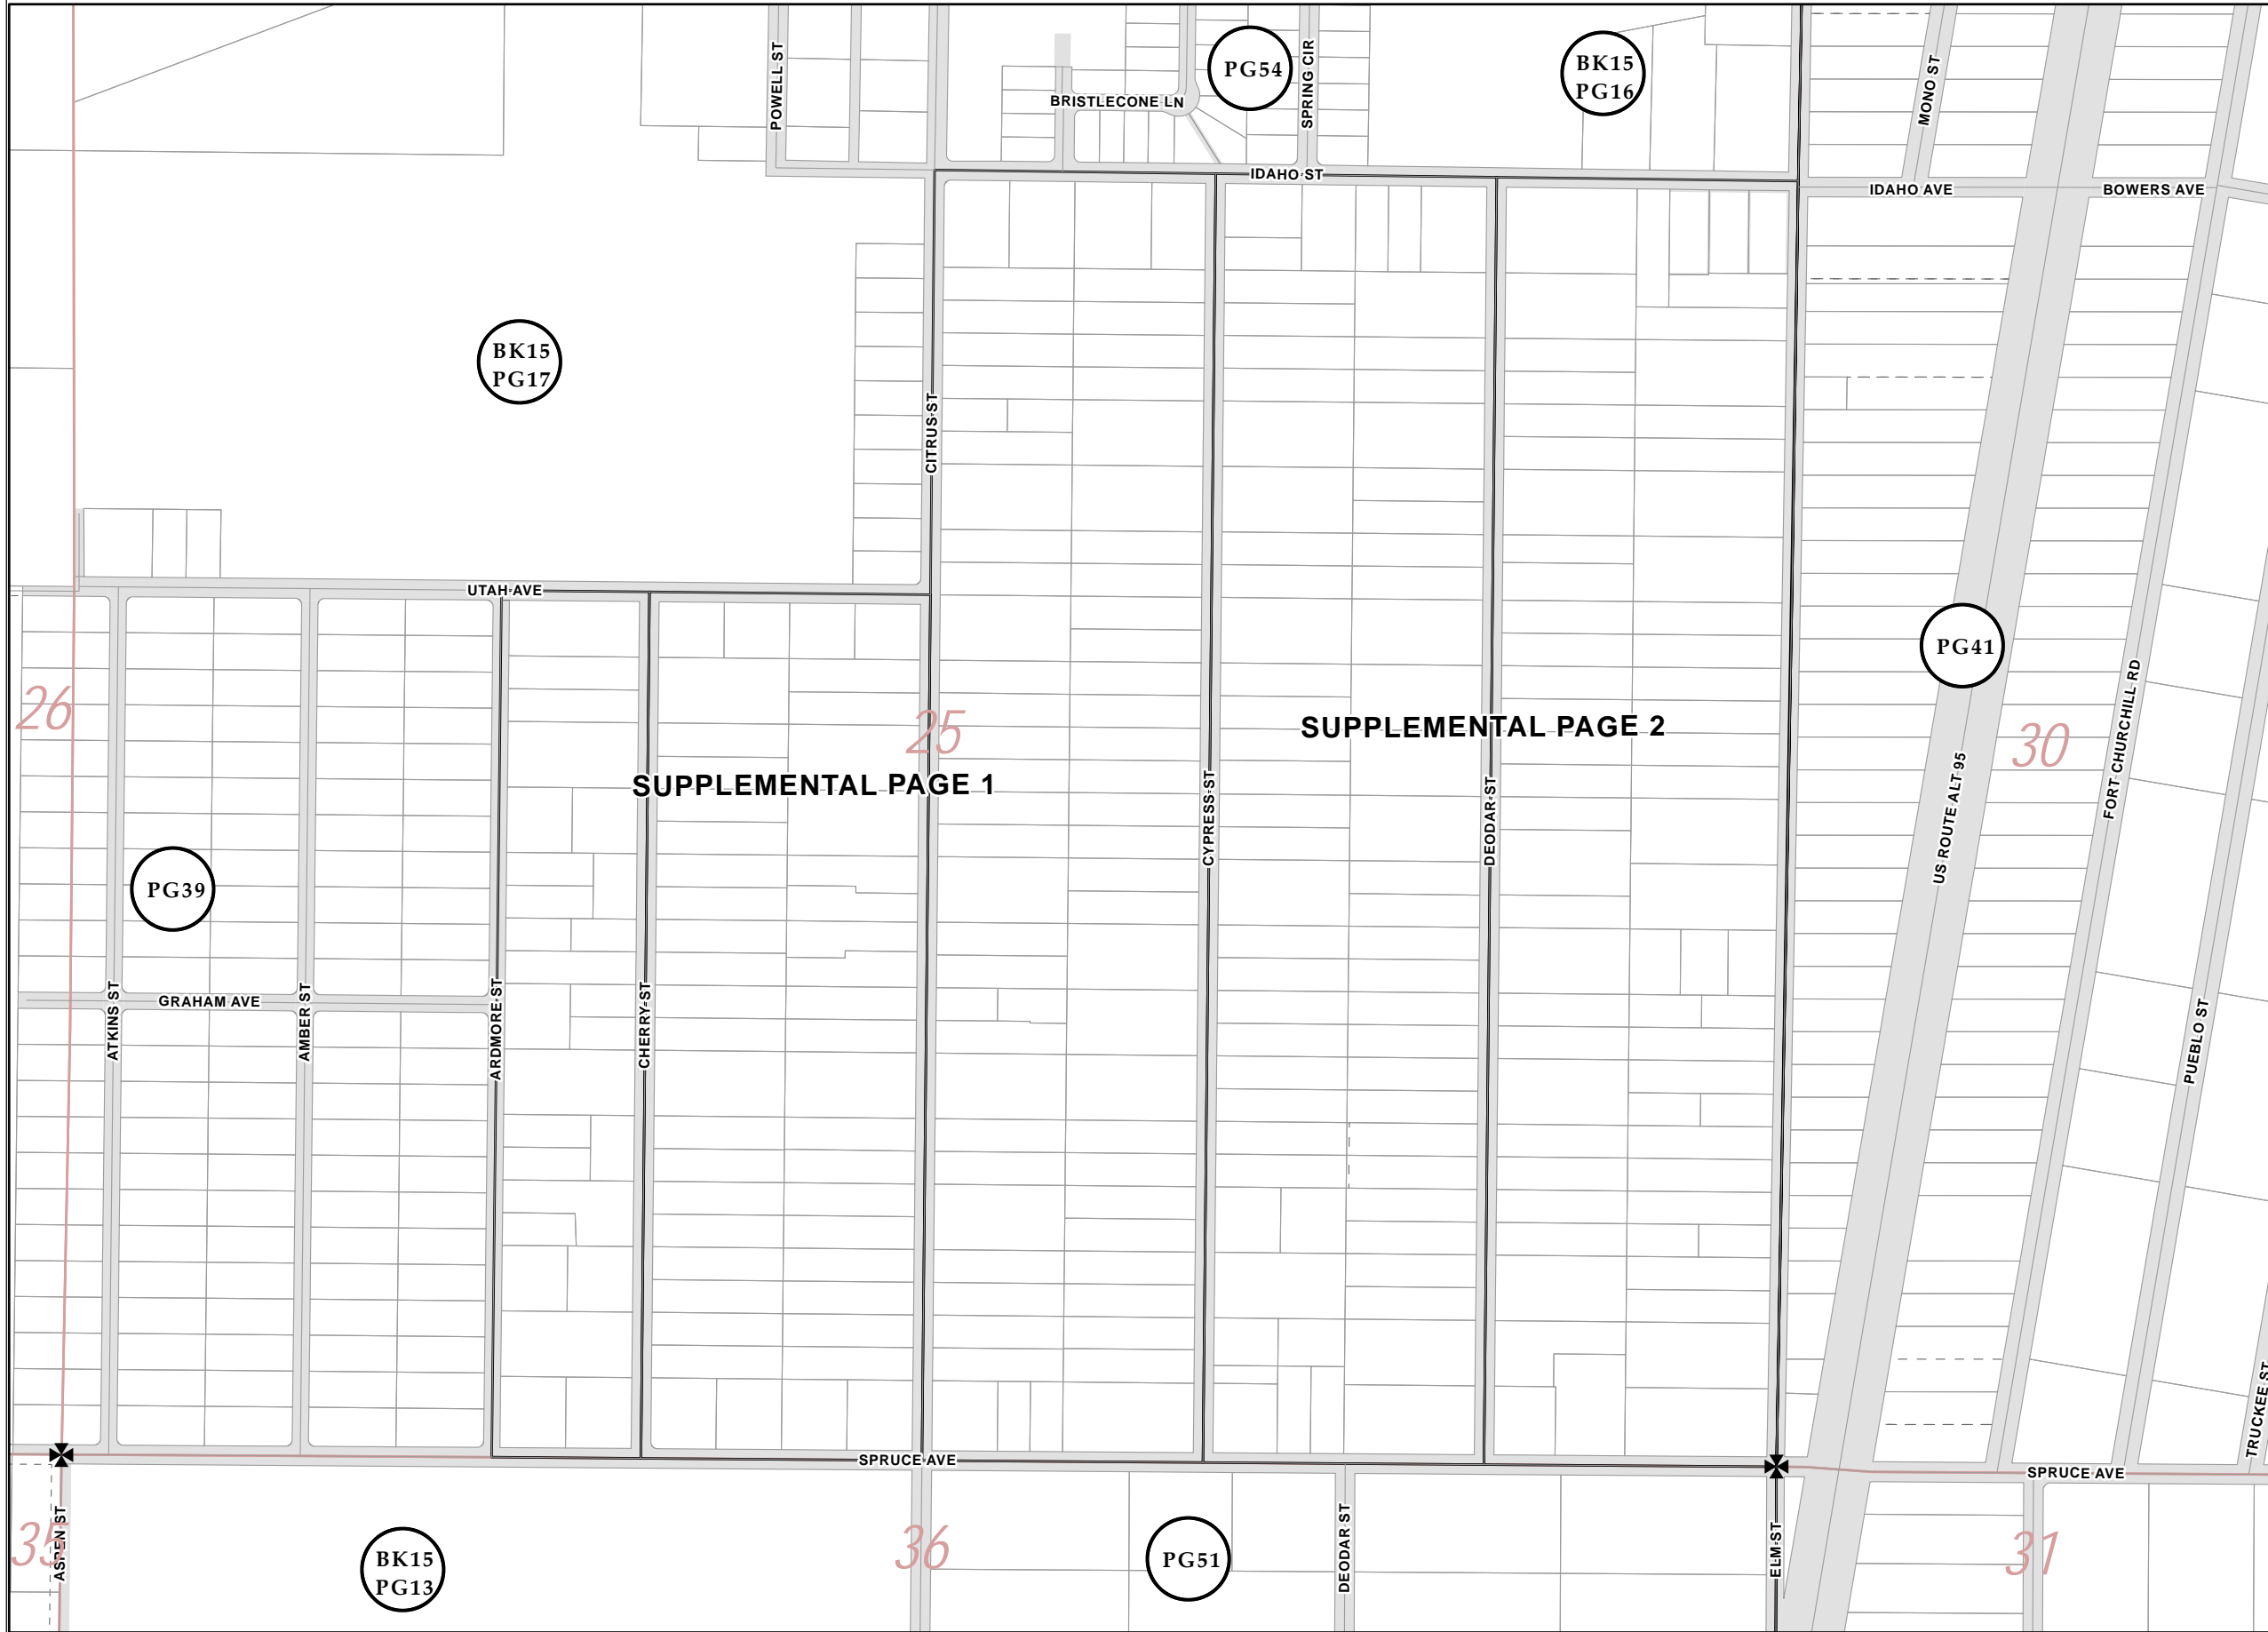 POWELL ST
BRISTLECONE LN
PG54
SPRING CIR
BK15
PG16
MONO ST
IDAHO ST
IDAHO AVE
BOWERS AVE
BK15
PG17
CITRUS ST
UTAH AVE
26
25
SUPPLEMENTAL PAGE 1
SUPPLEMENTAL PAGE 2
PG41
30
FORT CHURCHILL RD
US ROUTE ALT 95
CYPRESS ST
DEODAR ST
PG39
GRAHAM AVE
ATKINS ST
AMBER ST
ARDMORE ST
CHERRY ST
PUEBLO ST
TRUCKEE ST
SPRUCE AVE
SPRUCE AVE
35
ASPEN ST
BK15
PG13
36
PG51
DEODAR ST
ELM ST
31